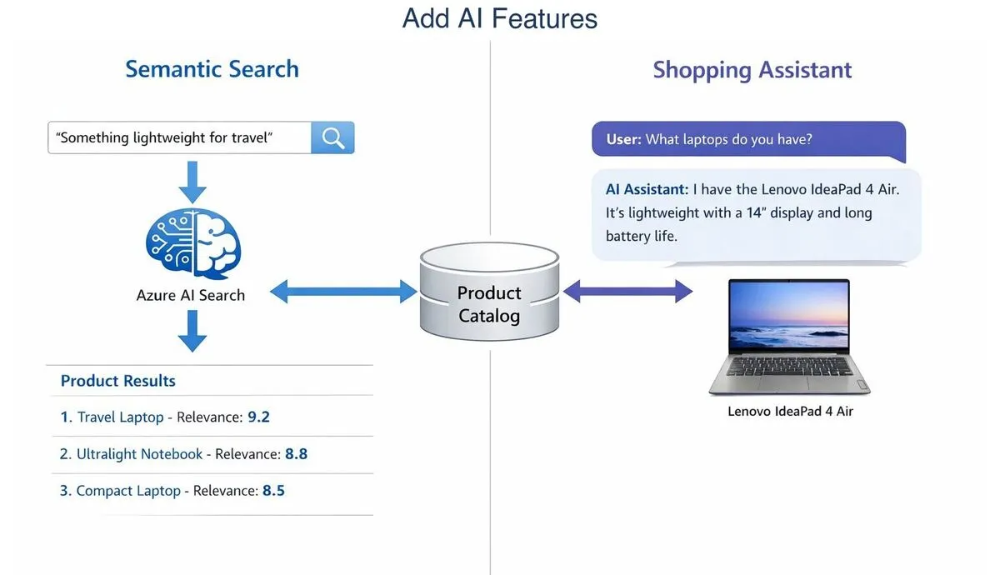 Add AI Features
Semantic Search
"Something lightweight for travel"
Azure AI Search
Product Results
1. Travel Laptop - Relevance: 9.2
2. Ultralight Notebook - Relevance: 8.8
3. Compact Laptop - Relevance: 8.5
Product
Catalog
Shopping Assistant
User: What laptops do you have?
AI Assistant: I have the Lenovo IdeaPad 4 Air.
It's lightweight with a 14" display and long
battery life.
Lenovo IdeaPad 4 Air